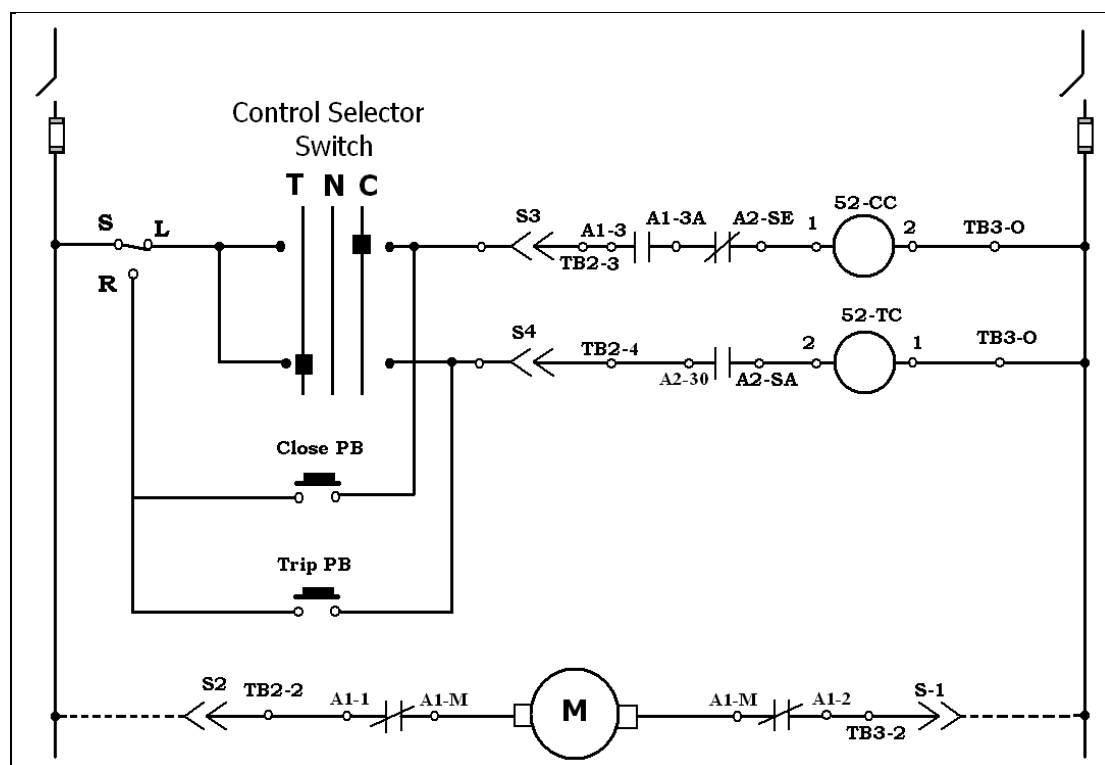 Control Selector
Switch
T N C
S L
R
S3 A1-3 A1-3A A2-SE 1 52-CC 2 TB3-O
TB2-3
S4 TB2-4 2 52-TC 1 TB3-O
A2-30 A2-SA
Close PB
Trip PB
S2 TB2-2 A1-1 A1-M M A1-M A1-2 S-1
TB3-2